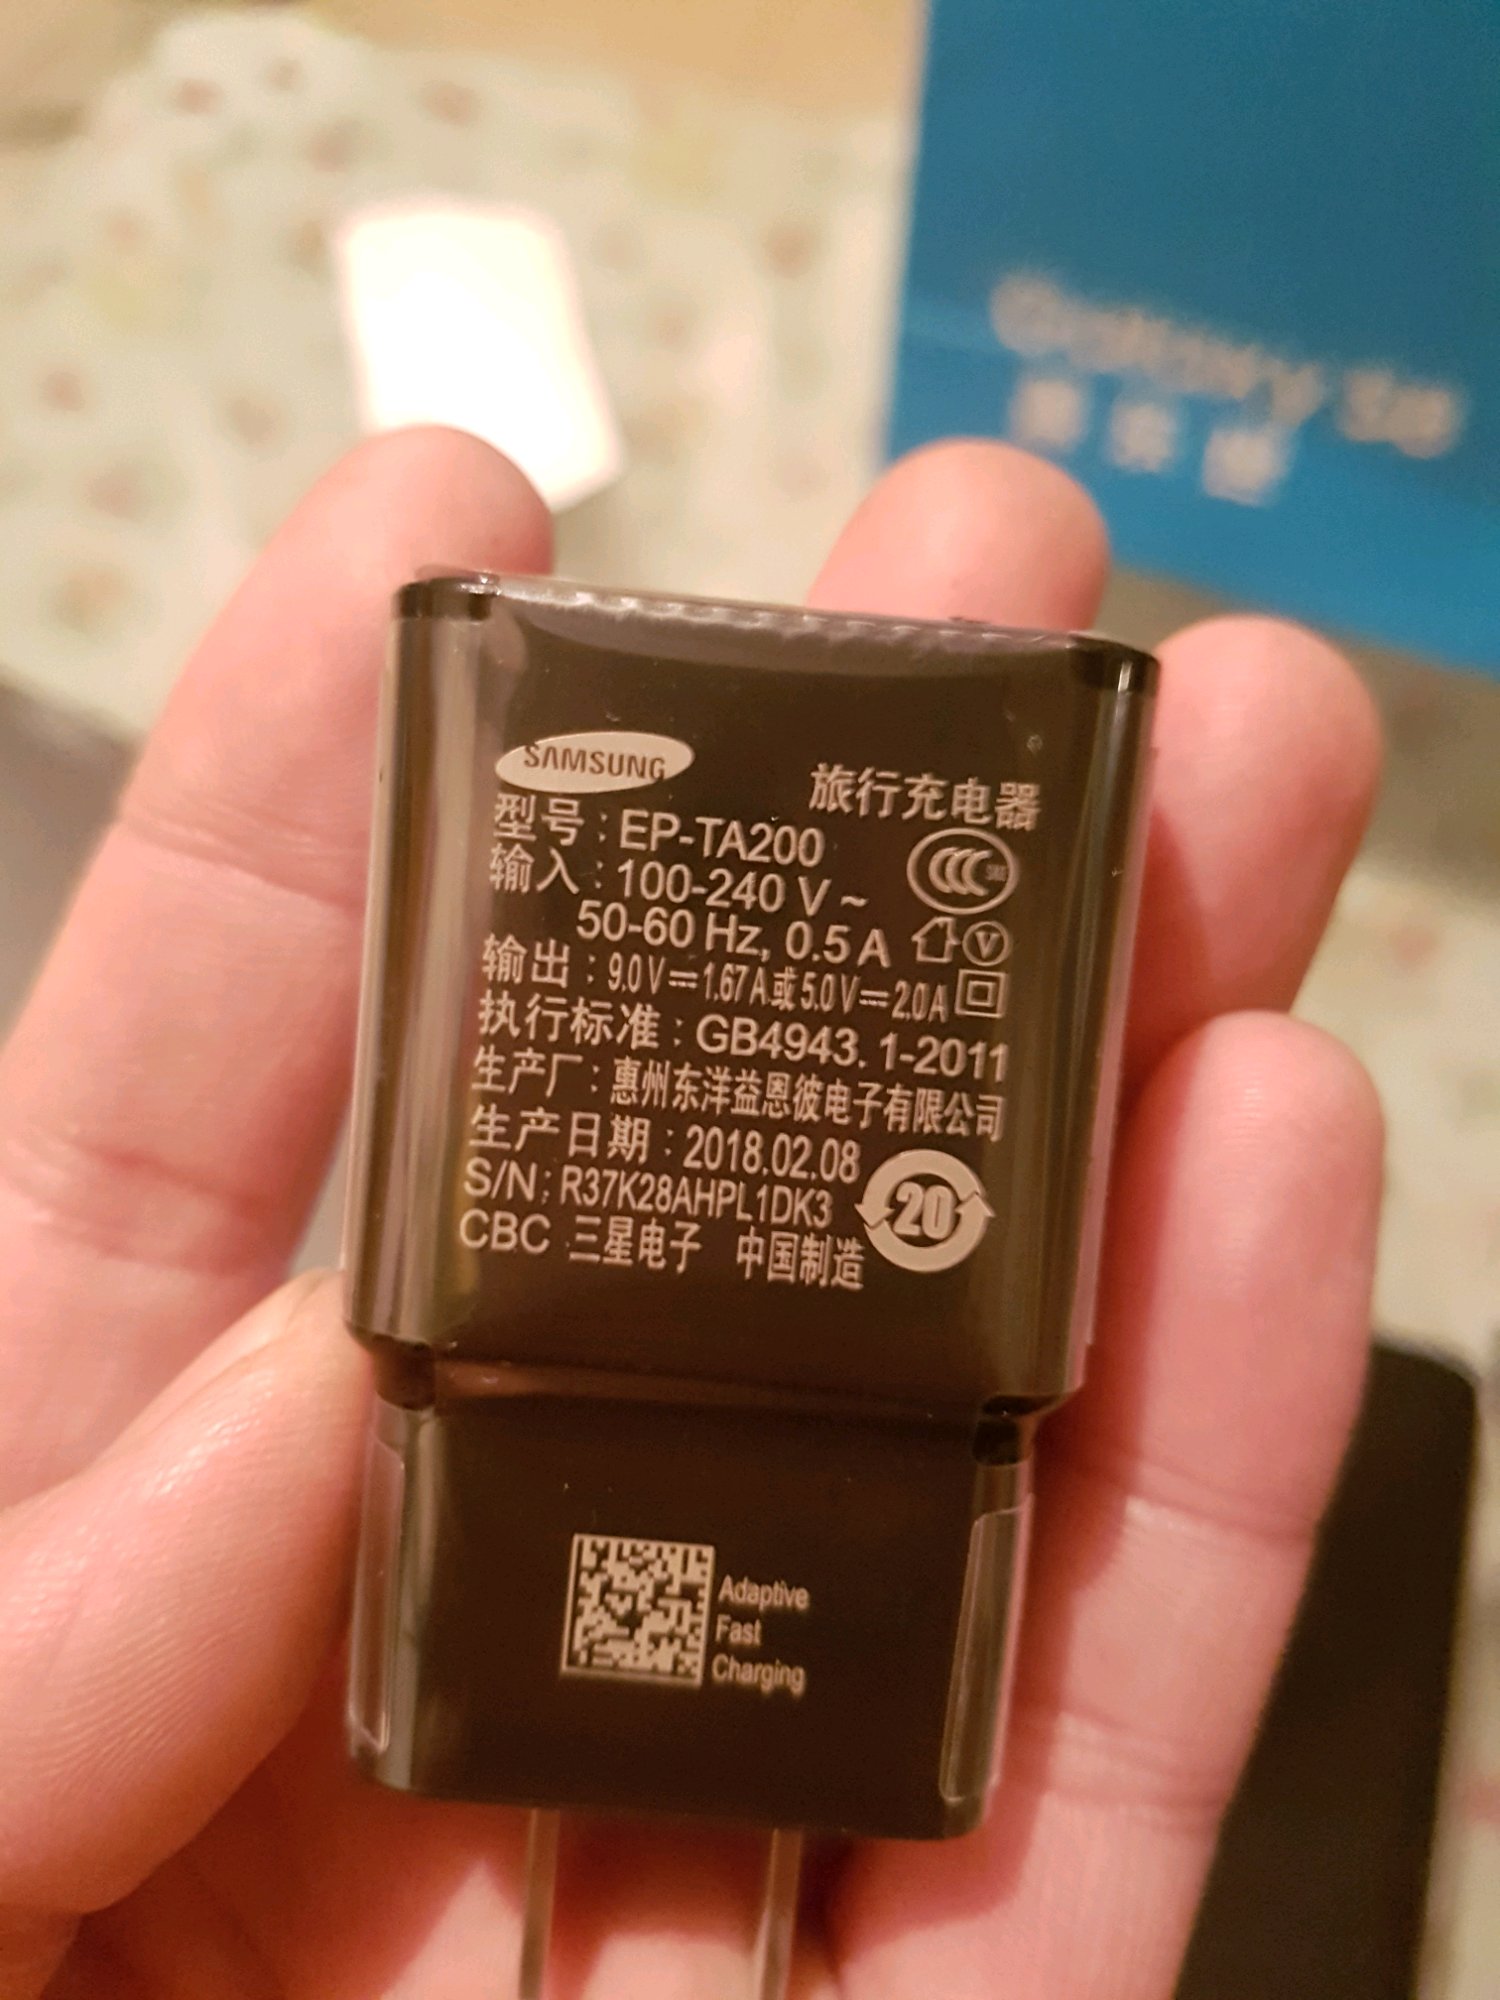 Galaxy S8
SAMSUNG
旅行充电器
型号：EP-TA200
输入：100-240 V ~
50-60 Hz, 0.5 A
输出：9.0 V ⎓ 1.67 A 或 5.0 V ⎓ 2.0 A
执行标准：GB4943. 1-2011
生产厂：惠州东洋益恩彼电子有限公司
生产日期：2018.02.08
S/N: R37K28AHPL1DK3
20
CBC 三星电子 中国制造
Adaptive
Fast
Charging